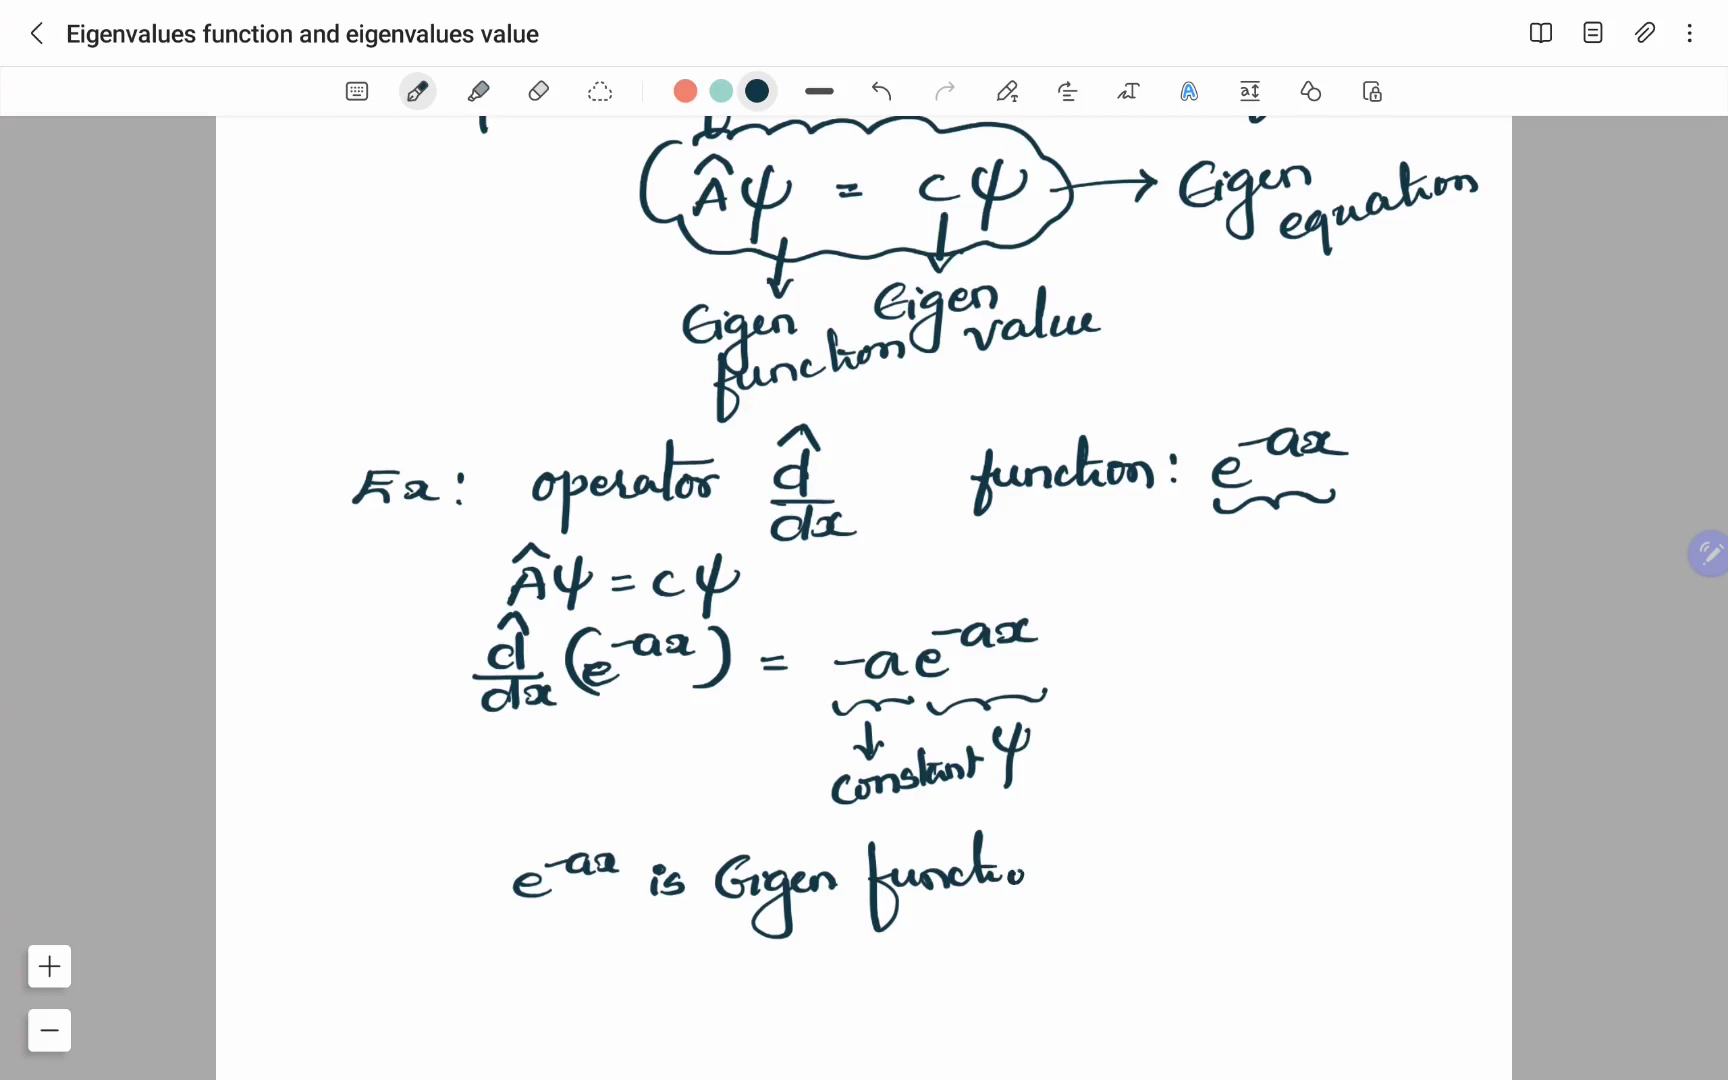 Eigenvalues function and eigenvalues value
Âψ = cψ → Eigen equation
Eigen function
Eigen value
Ex: operator d̂/dx function: e^-ax
Âψ = cψ
d̂/dx (e^-ax) = -ae^-ax
constant ψ
e^-ax is Eigen functio